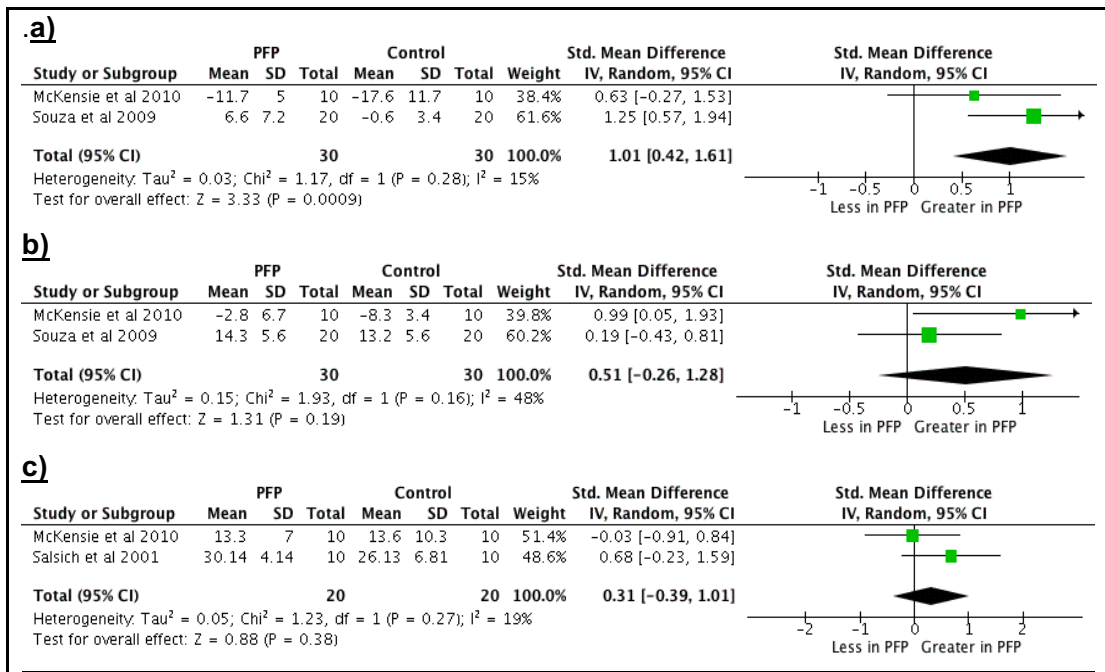 .a)
PFP Control Std. Mean Difference Std. Mean Difference
Study or Subgroup Mean SD Total Mean SD Total Weight IV, Random, 95% CI IV, Random, 95% CI
McKensie et al 2010 -11.7 5 10 -17.6 11.7 10 38.4% 0.63 [-0.27, 1.53]
Souza et al 2009 6.6 7.2 20 -0.6 3.4 20 61.6% 1.25 [0.57, 1.94]
Total (95% CI) 30 30 100.0% 1.01 [0.42, 1.61]
Heterogeneity: Tau² = 0.03; Chi² = 1.17, df = 1 (P = 0.28); I² = 15%
Test for overall effect: Z = 3.33 (P = 0.0009)
-1 -0.5 0 0.5 1
Less in PFP Greater in PFP
b)
PFP Control Std. Mean Difference Std. Mean Difference
Study or Subgroup Mean SD Total Mean SD Total Weight IV, Random, 95% CI IV, Random, 95% CI
McKensie et al 2010 -2.8 6.7 10 -8.3 3.4 10 39.8% 0.99 [0.05, 1.93]
Souza et al 2009 14.3 5.6 20 13.2 5.6 20 60.2% 0.19 [-0.43, 0.81]
Total (95% CI) 30 30 100.0% 0.51 [-0.26, 1.28]
Heterogeneity: Tau² = 0.15; Chi² = 1.93, df = 1 (P = 0.16); I² = 48%
Test for overall effect: Z = 1.31 (P = 0.19)
-1 -0.5 0 0.5 1
Less in PFP Greater in PFP
c)
PFP Control Std. Mean Difference Std. Mean Difference
Study or Subgroup Mean SD Total Mean SD Total Weight IV, Random, 95% CI IV, Random, 95% CI
McKensie et al 2010 13.3 7 10 13.6 10.3 10 51.4% -0.03 [-0.91, 0.84]
Salsich et al 2001 30.14 4.14 10 26.13 6.81 10 48.6% 0.68 [-0.23, 1.59]
Total (95% CI) 20 20 100.0% 0.31 [-0.39, 1.01]
Heterogeneity: Tau² = 0.05; Chi² = 1.23, df = 1 (P = 0.27); I² = 19%
Test for overall effect: Z = 0.88 (P = 0.38)
-2 -1 0 1 2
Less in PFP Greater in PFP